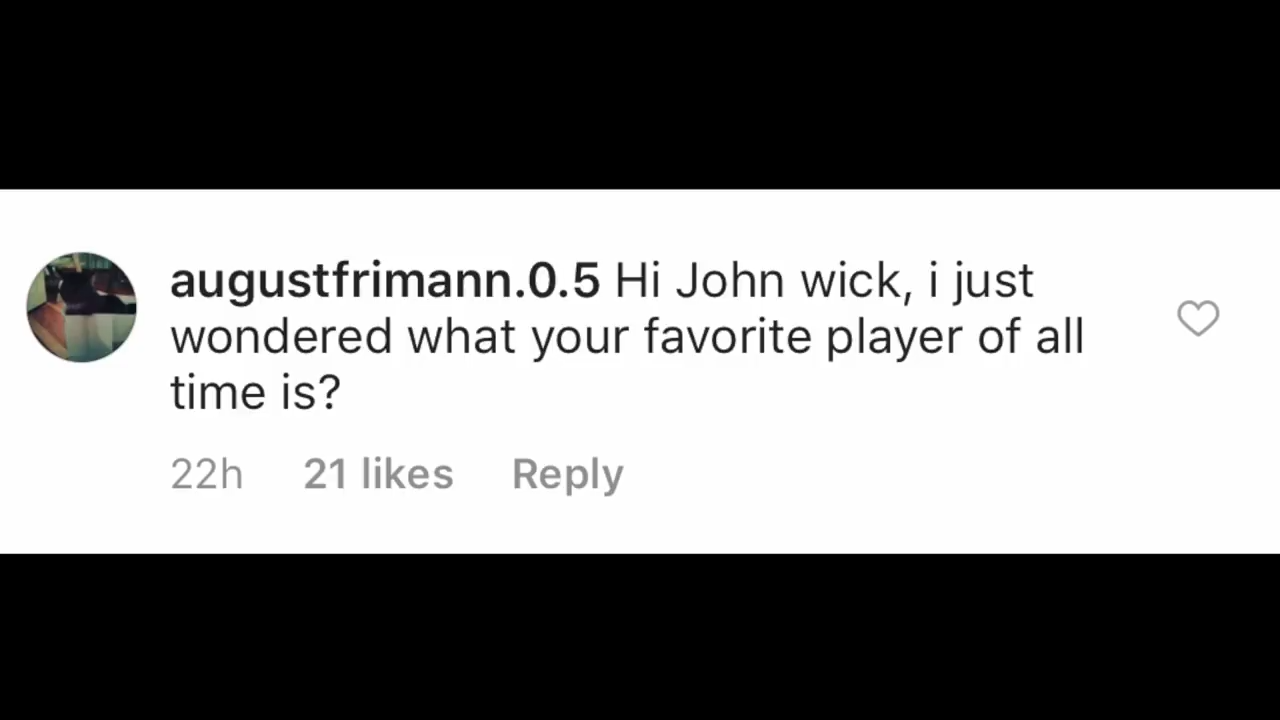 augustfrimann.0.5 Hi John wick, i just
wondered what your favorite player of all
time is?
22h 21 likes Reply